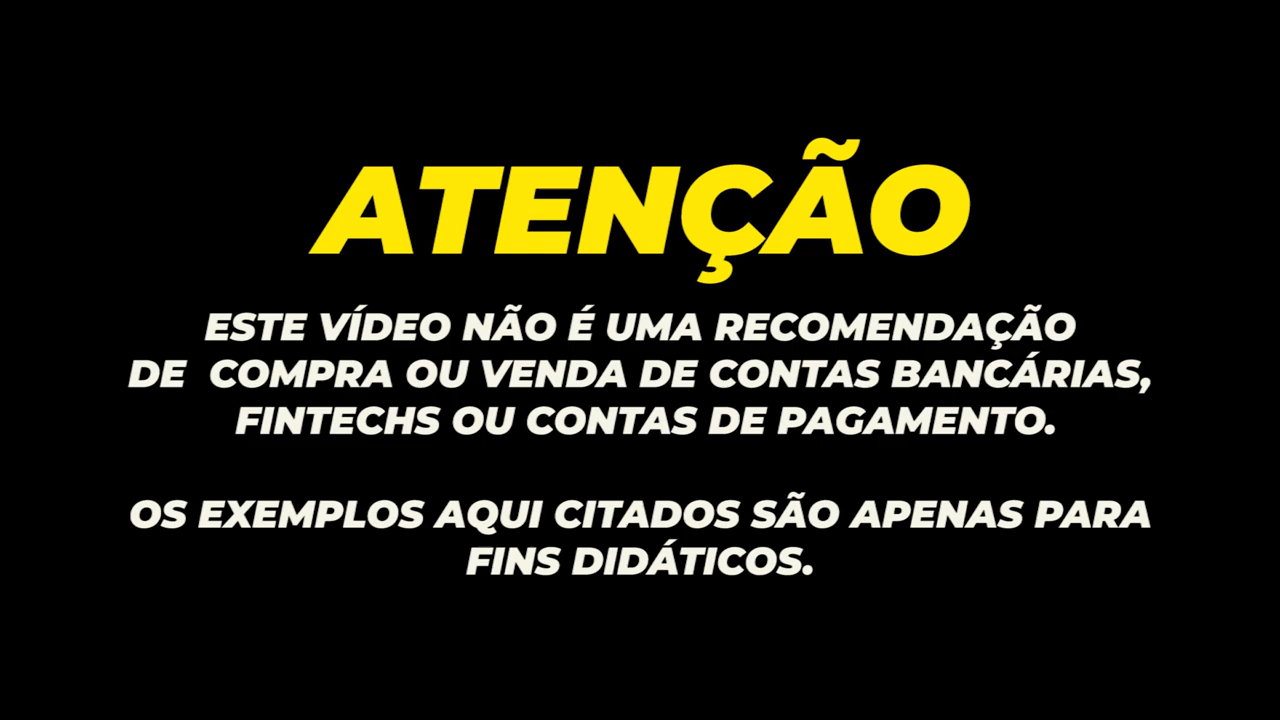 ATENÇÃO
ESTE VÍDEO NÃO É UMA RECOMENDAÇÃO
DE COMPRA OU VENDA DE CONTAS BANCÁRIAS,
FINTECHS OU CONTAS DE PAGAMENTO.
OS EXEMPLOS AQUI CITADOS SÃO APENAS PARA
FINS DIDÁTICOS.